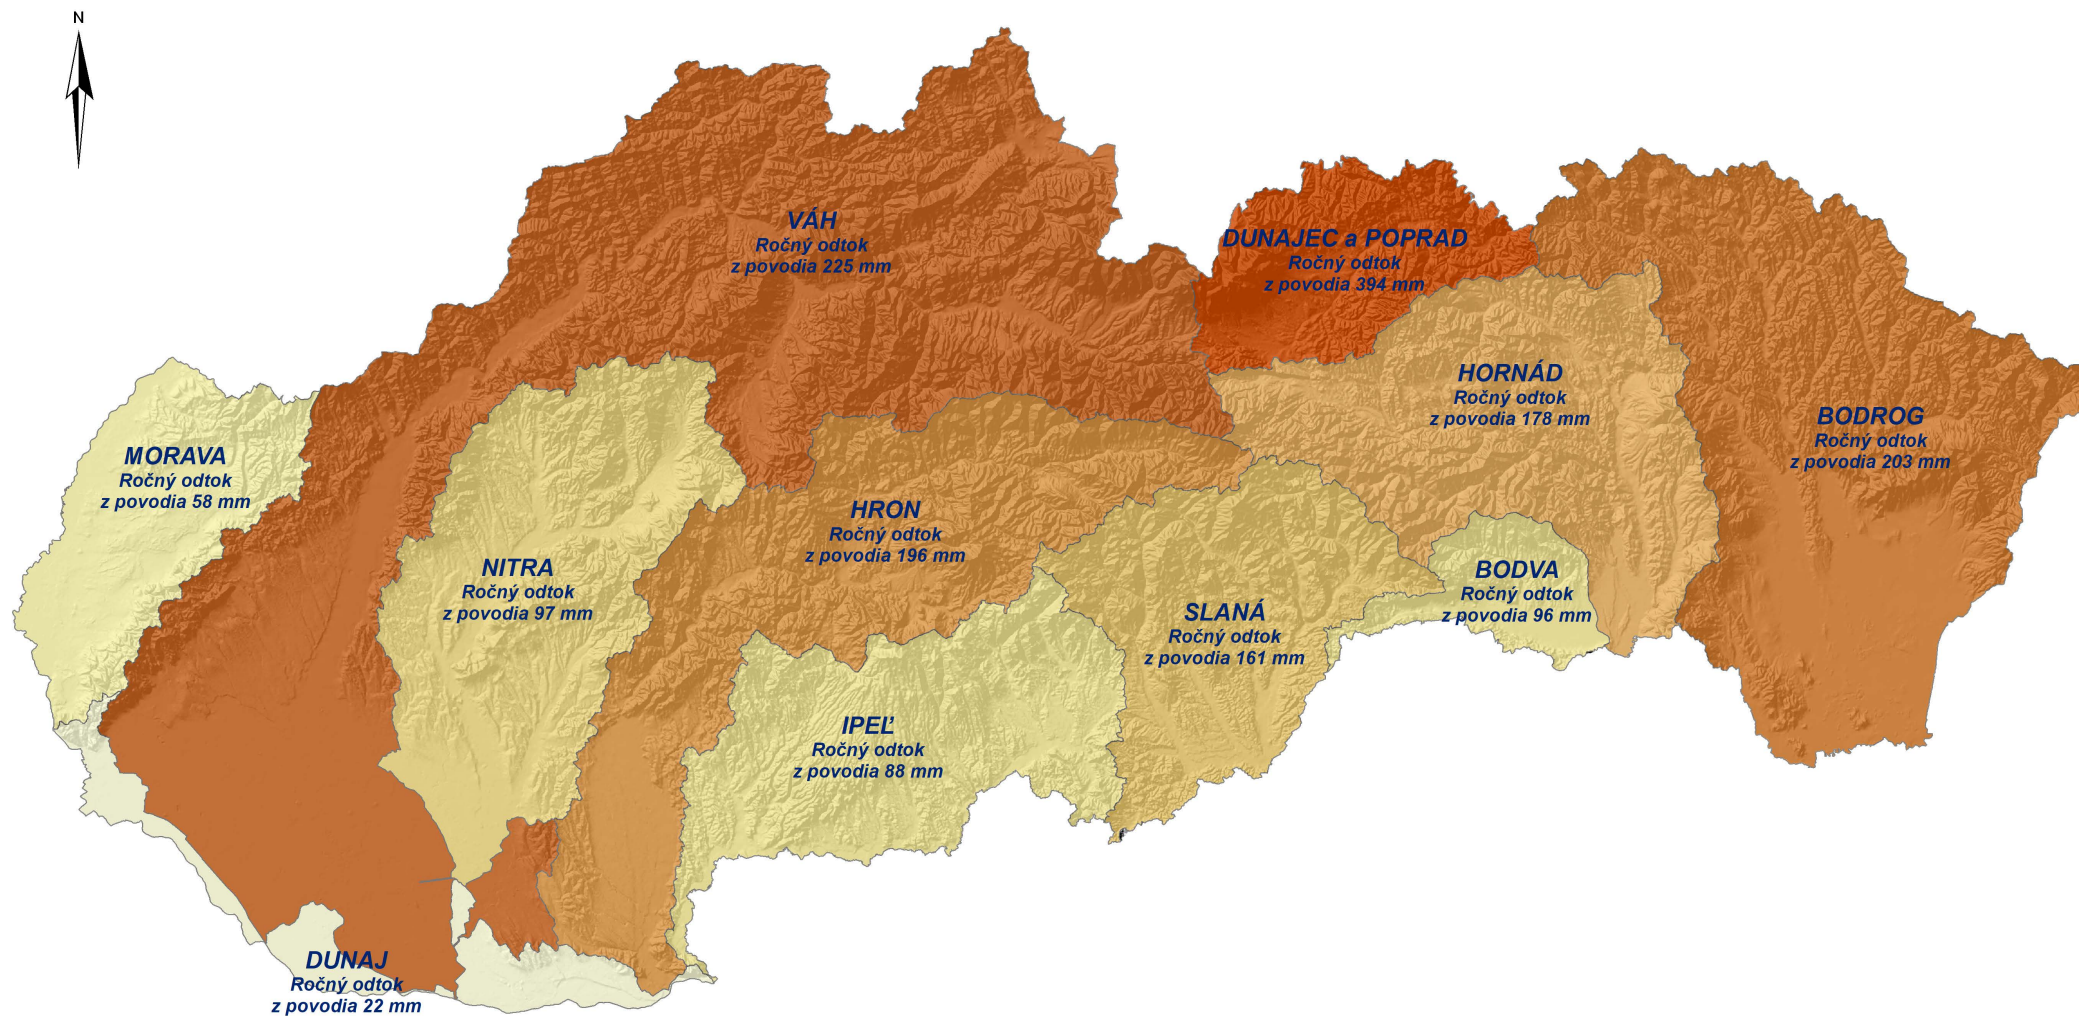 N
VÁH
Ročný odtok
z povodia 225 mm
DUNAJEC a POPRAD
Ročný odtok
z povodia 394 mm
HORNÁD
Ročný odtok
z povodia 178 mm
BODROG
Ročný odtok
z povodia 203 mm
MORAVA
Ročný odtok
z povodia 58 mm
HRON
Ročný odtok
z povodia 196 mm
NITRA
Ročný odtok
z povodia 97 mm
BODVA
Ročný odtok
z povodia 96 mm
SLANÁ
Ročný odtok
z povodia 161 mm
IPEĽ
Ročný odtok
z povodia 88 mm
DUNAJ
Ročný odtok
z povodia 22 mm